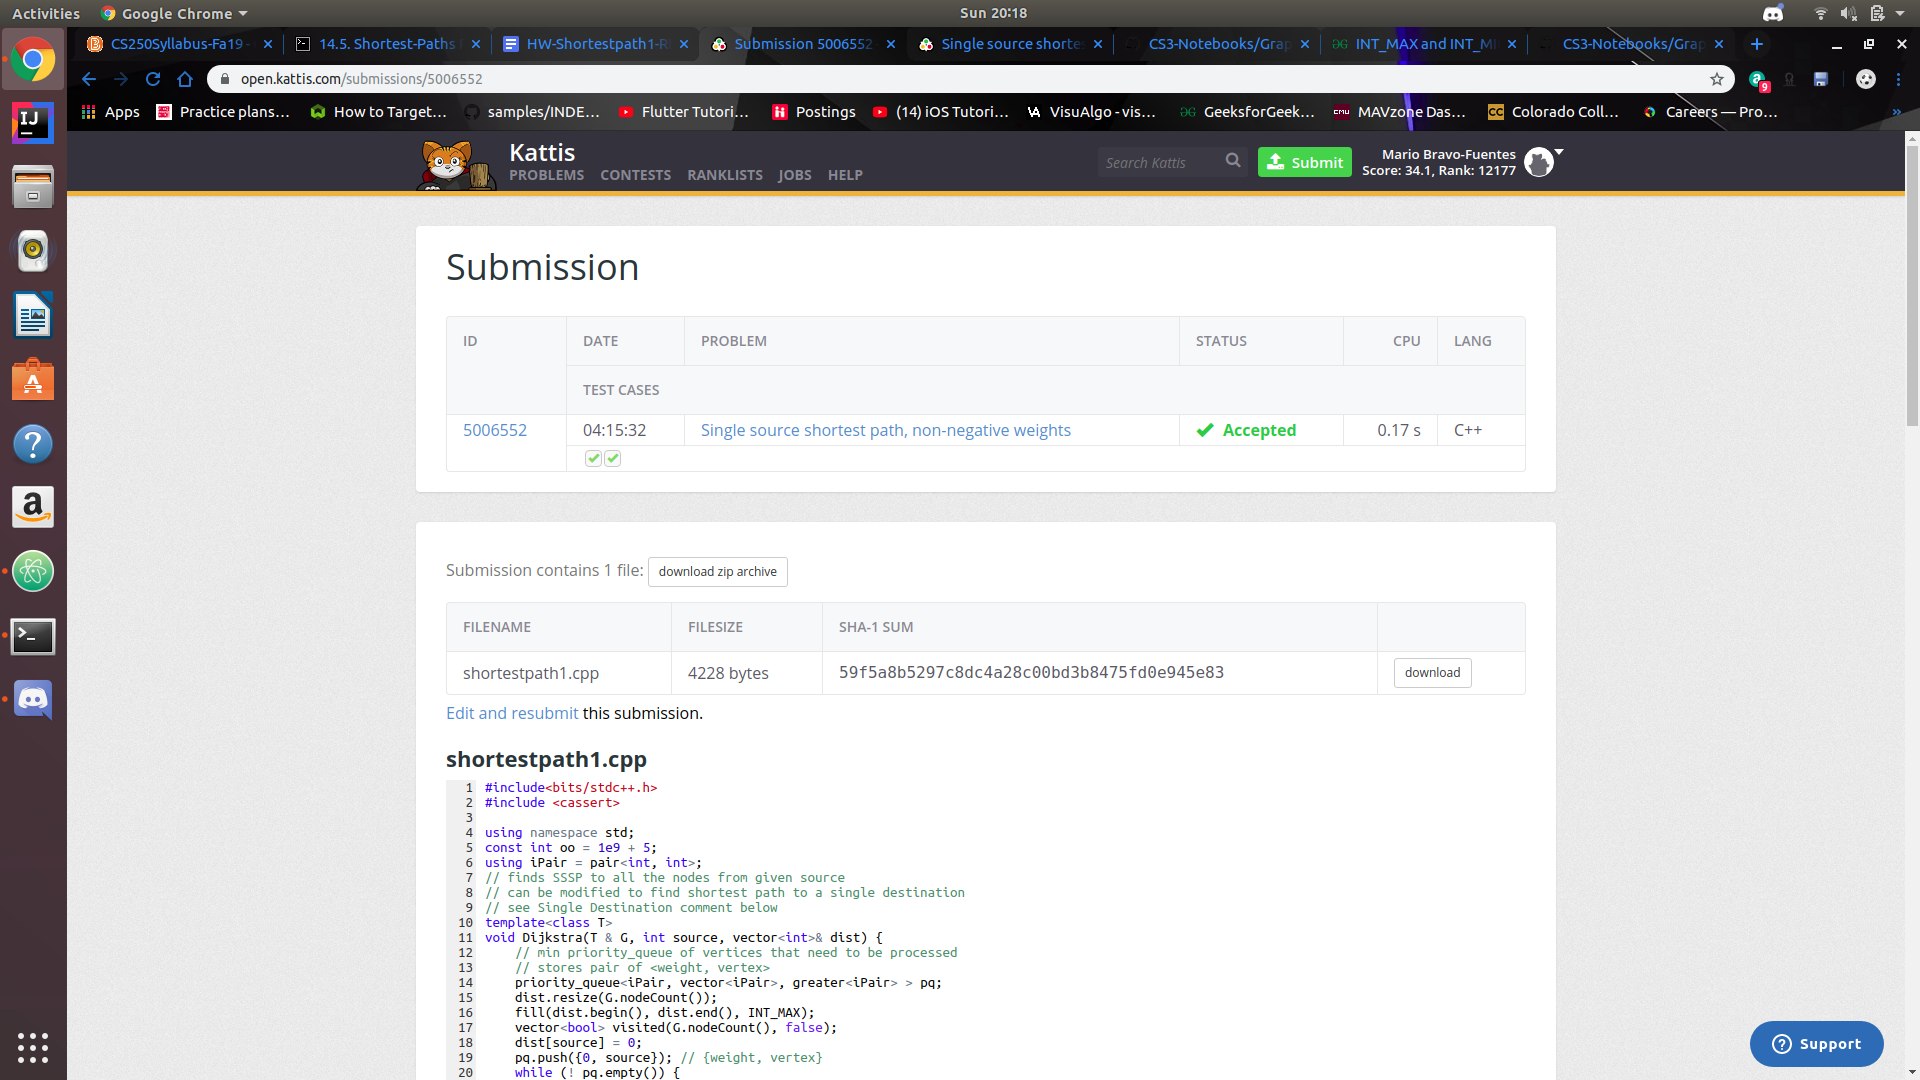 Activities Google Chrome Sun 20:18
CS250Syllabus-Fa19 - 14.5. Shortest-Paths HW-Shortestpath1-R Submission 5006552 Single source shorte CS3-Notebooks/Grap INT_MAX and INT_MI CS3-Notebooks/Grap
open.kattis.com/submissions/5006552 9
Apps Practice plans... How to Target... samples/INDE... Flutter Tutori... Postings (14) iOS Tutori... VisuAlgo - vis... GeeksforGeek... MAVzone Das... Colorado Coll... Careers — Pro... »
Kattis
PROBLEMS CONTESTS RANKLISTS JOBS HELP
Search Kattis Submit
Mario Bravo-Fuentes
Score: 34.1, Rank: 12177
Submission
ID DATE PROBLEM STATUS CPU LANG
TEST CASES
5006552 04:15:32 Single source shortest path, non-negative weights Accepted 0.17 s C++
Submission contains 1 file: download zip archive
FILENAME FILESIZE SHA-1 SUM
shortestpath1.cpp 4228 bytes 59f5a8b5297c8dc4a28c00bd3b8475fd0e945e83 download
Edit and resubmit this submission.
shortestpath1.cpp
1 #include<bits/stdc++.h>
2 #include <cassert>
3
4 using namespace std;
5 const int oo = 1e9 + 5;
6 using iPair = pair<int, int>;
7 // finds SSSP to all the nodes from given source
8 // can be modified to find shortest path to a single destination
9 // see Single Destination comment below
10 template<class T>
11 void Dijkstra(T & G, int source, vector<int>& dist) {
12 // min priority_queue of vertices that need to be processed
13 // stores pair of <weight, vertex>
14 priority_queue<iPair, vector<iPair>, greater<iPair> > pq;
15 dist.resize(G.nodeCount());
16 fill(dist.begin(), dist.end(), INT_MAX);
17 vector<bool> visited(G.nodeCount(), false);
18 dist[source] = 0;
19 pq.push({0, source}); // {weight, vertex}
20 while (! pq.empty()) {
Support